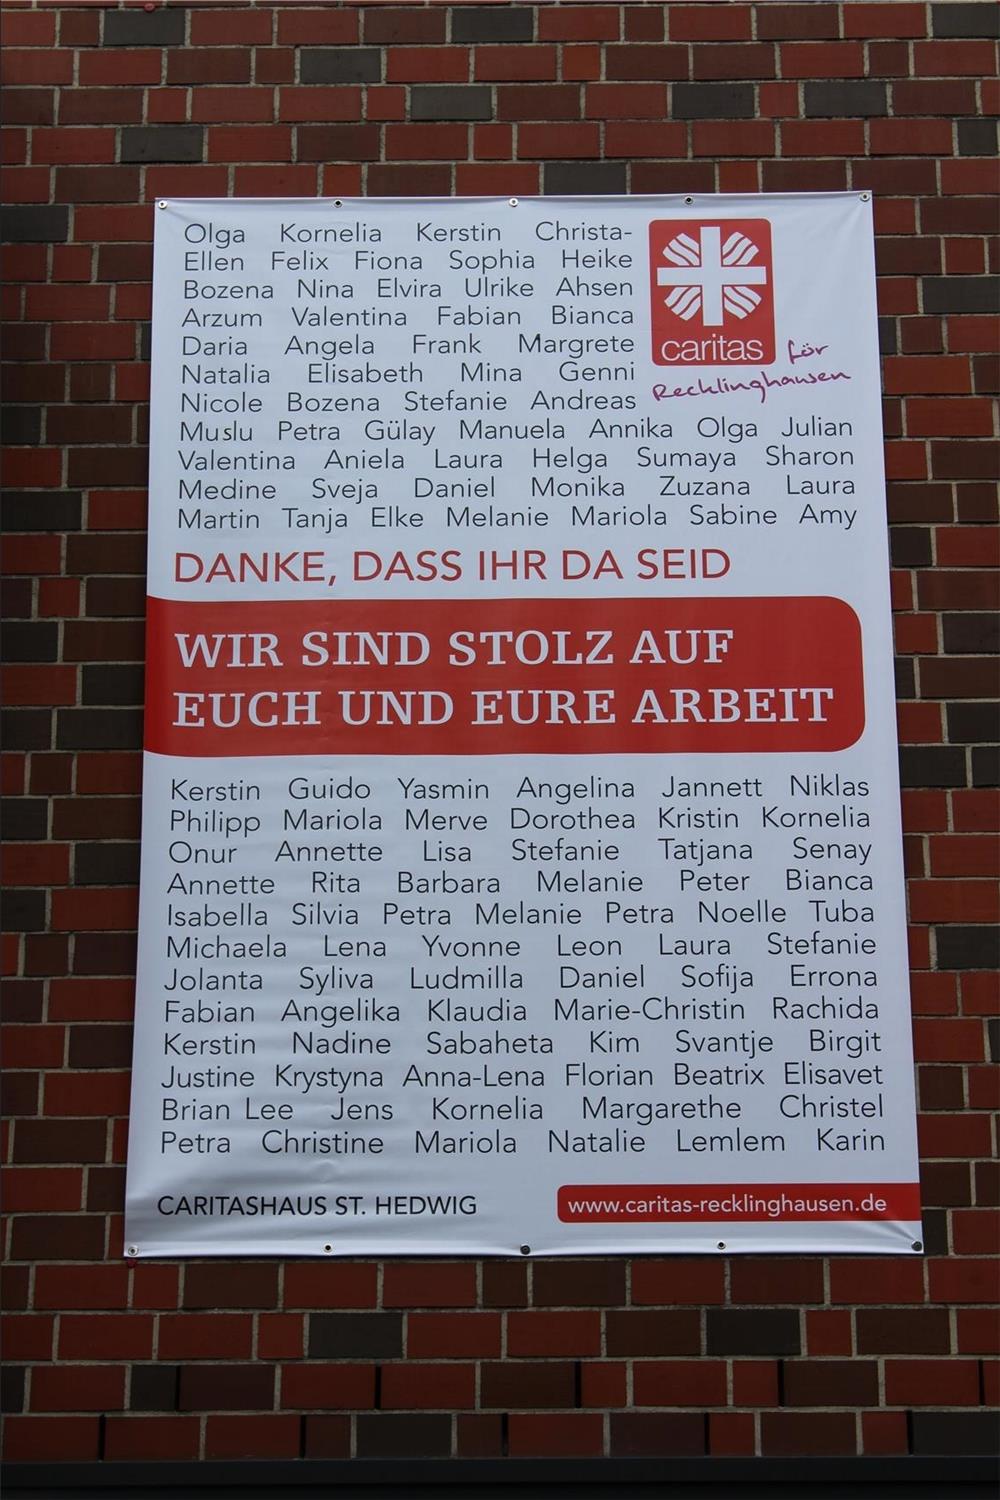 Olga Kornelia Kerstin Christa-
Ellen Felix Fiona Sophia Heike
Bozena Nina Elvira Ulrike Ahsen
Arzum Valentina Fabian Bianca
Daria Angela Frank Margrete
Natalia Elisabeth Mina Genni
Nicole Bozena Stefanie Andreas
caritas für
Recklinghausen
Muslu Petra Gülay Manuela Annika Olga Julian
Valentina Aniela Laura Helga Sumaya Sharon
Medine Sveja Daniel Monika Zuzana Laura
Martin Tanja Elke Melanie Mariola Sabine Amy
DANKE, DASS IHR DA SEID
WIR SIND STOLZ AUF
EUCH UND EURE ARBEIT
Kerstin Guido Yasmin Angelina Jannett Niklas
Philipp Mariola Merve Dorothea Kristin Kornelia
Onur Annette Lisa Stefanie Tatjana Senay
Annette Rita Barbara Melanie Peter Bianca
Isabella Silvia Petra Melanie Petra Noelle Tuba
Michaela Lena Yvonne Leon Laura Stefanie
Jolanta Syliva Ludmilla Daniel Sofija Errona
Fabian Angelika Klaudia Marie-Christin Rachida
Kerstin Nadine Sabaheta Kim Svantje Birgit
Justine Krystyna Anna-Lena Florian Beatrix Elisavet
Brian Lee Jens Kornelia Margarethe Christel
Petra Christine Mariola Natalie Lemlem Karin
CARITASHAUS ST. HEDWIG
www.caritas-recklinghausen.de